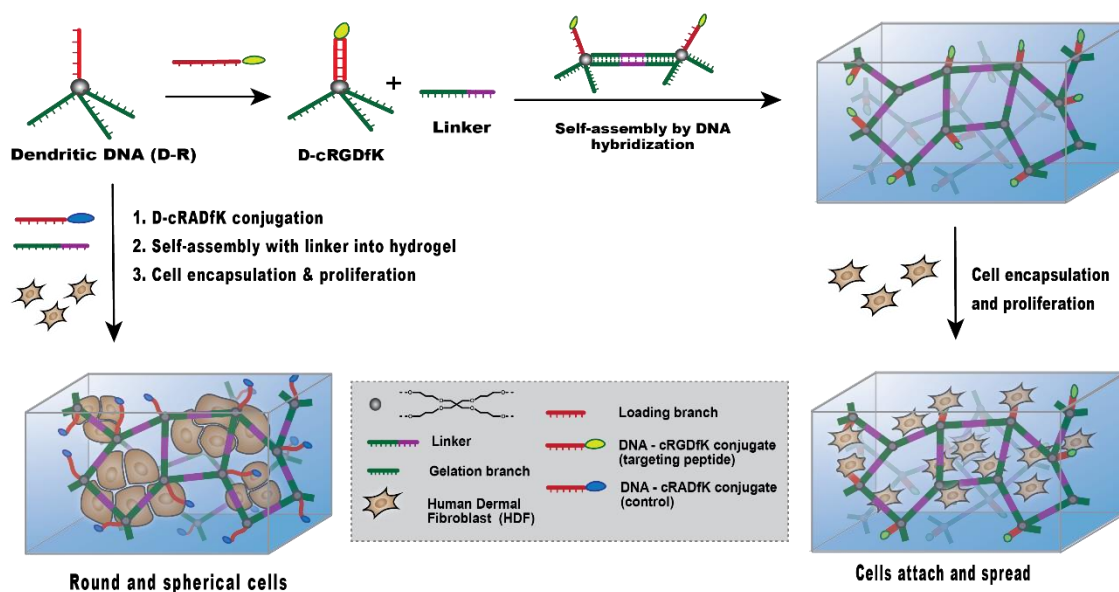 Dendritic DNA (D-R)
D-cRGDfK
+
Linker
Self-assembly by DNA
hybridization
1. D-cRADfK conjugation
2. Self-assembly with linker into hydrogel
3. Cell encapsulation & proliferation
Cell encapsulation
and proliferation
Linker
Gelation branch
Human Dermal
Fibroblast (HDF)
Loading branch
DNA - cRGDfK conjugate
(targeting peptide)
DNA - cRADfK conjugate
(control)
Round and spherical cells
Cells attach and spread